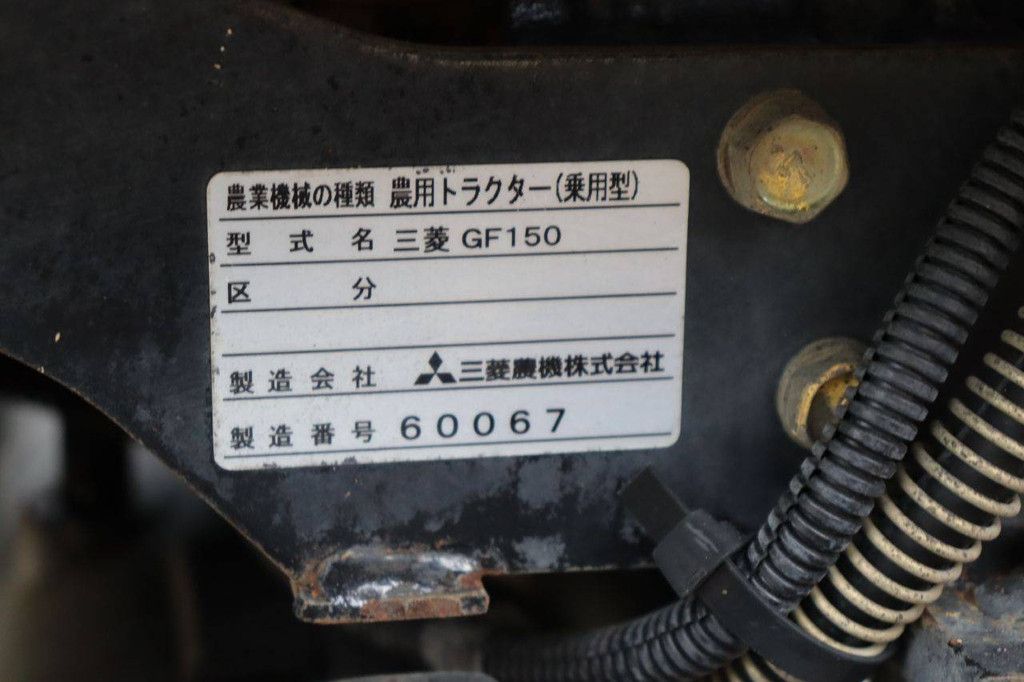 農業機械の種類 農用トラクター(乗用型)
型式名 三菱 GF150
区分
製造会社 三菱農機株式会社
製造番号 60067